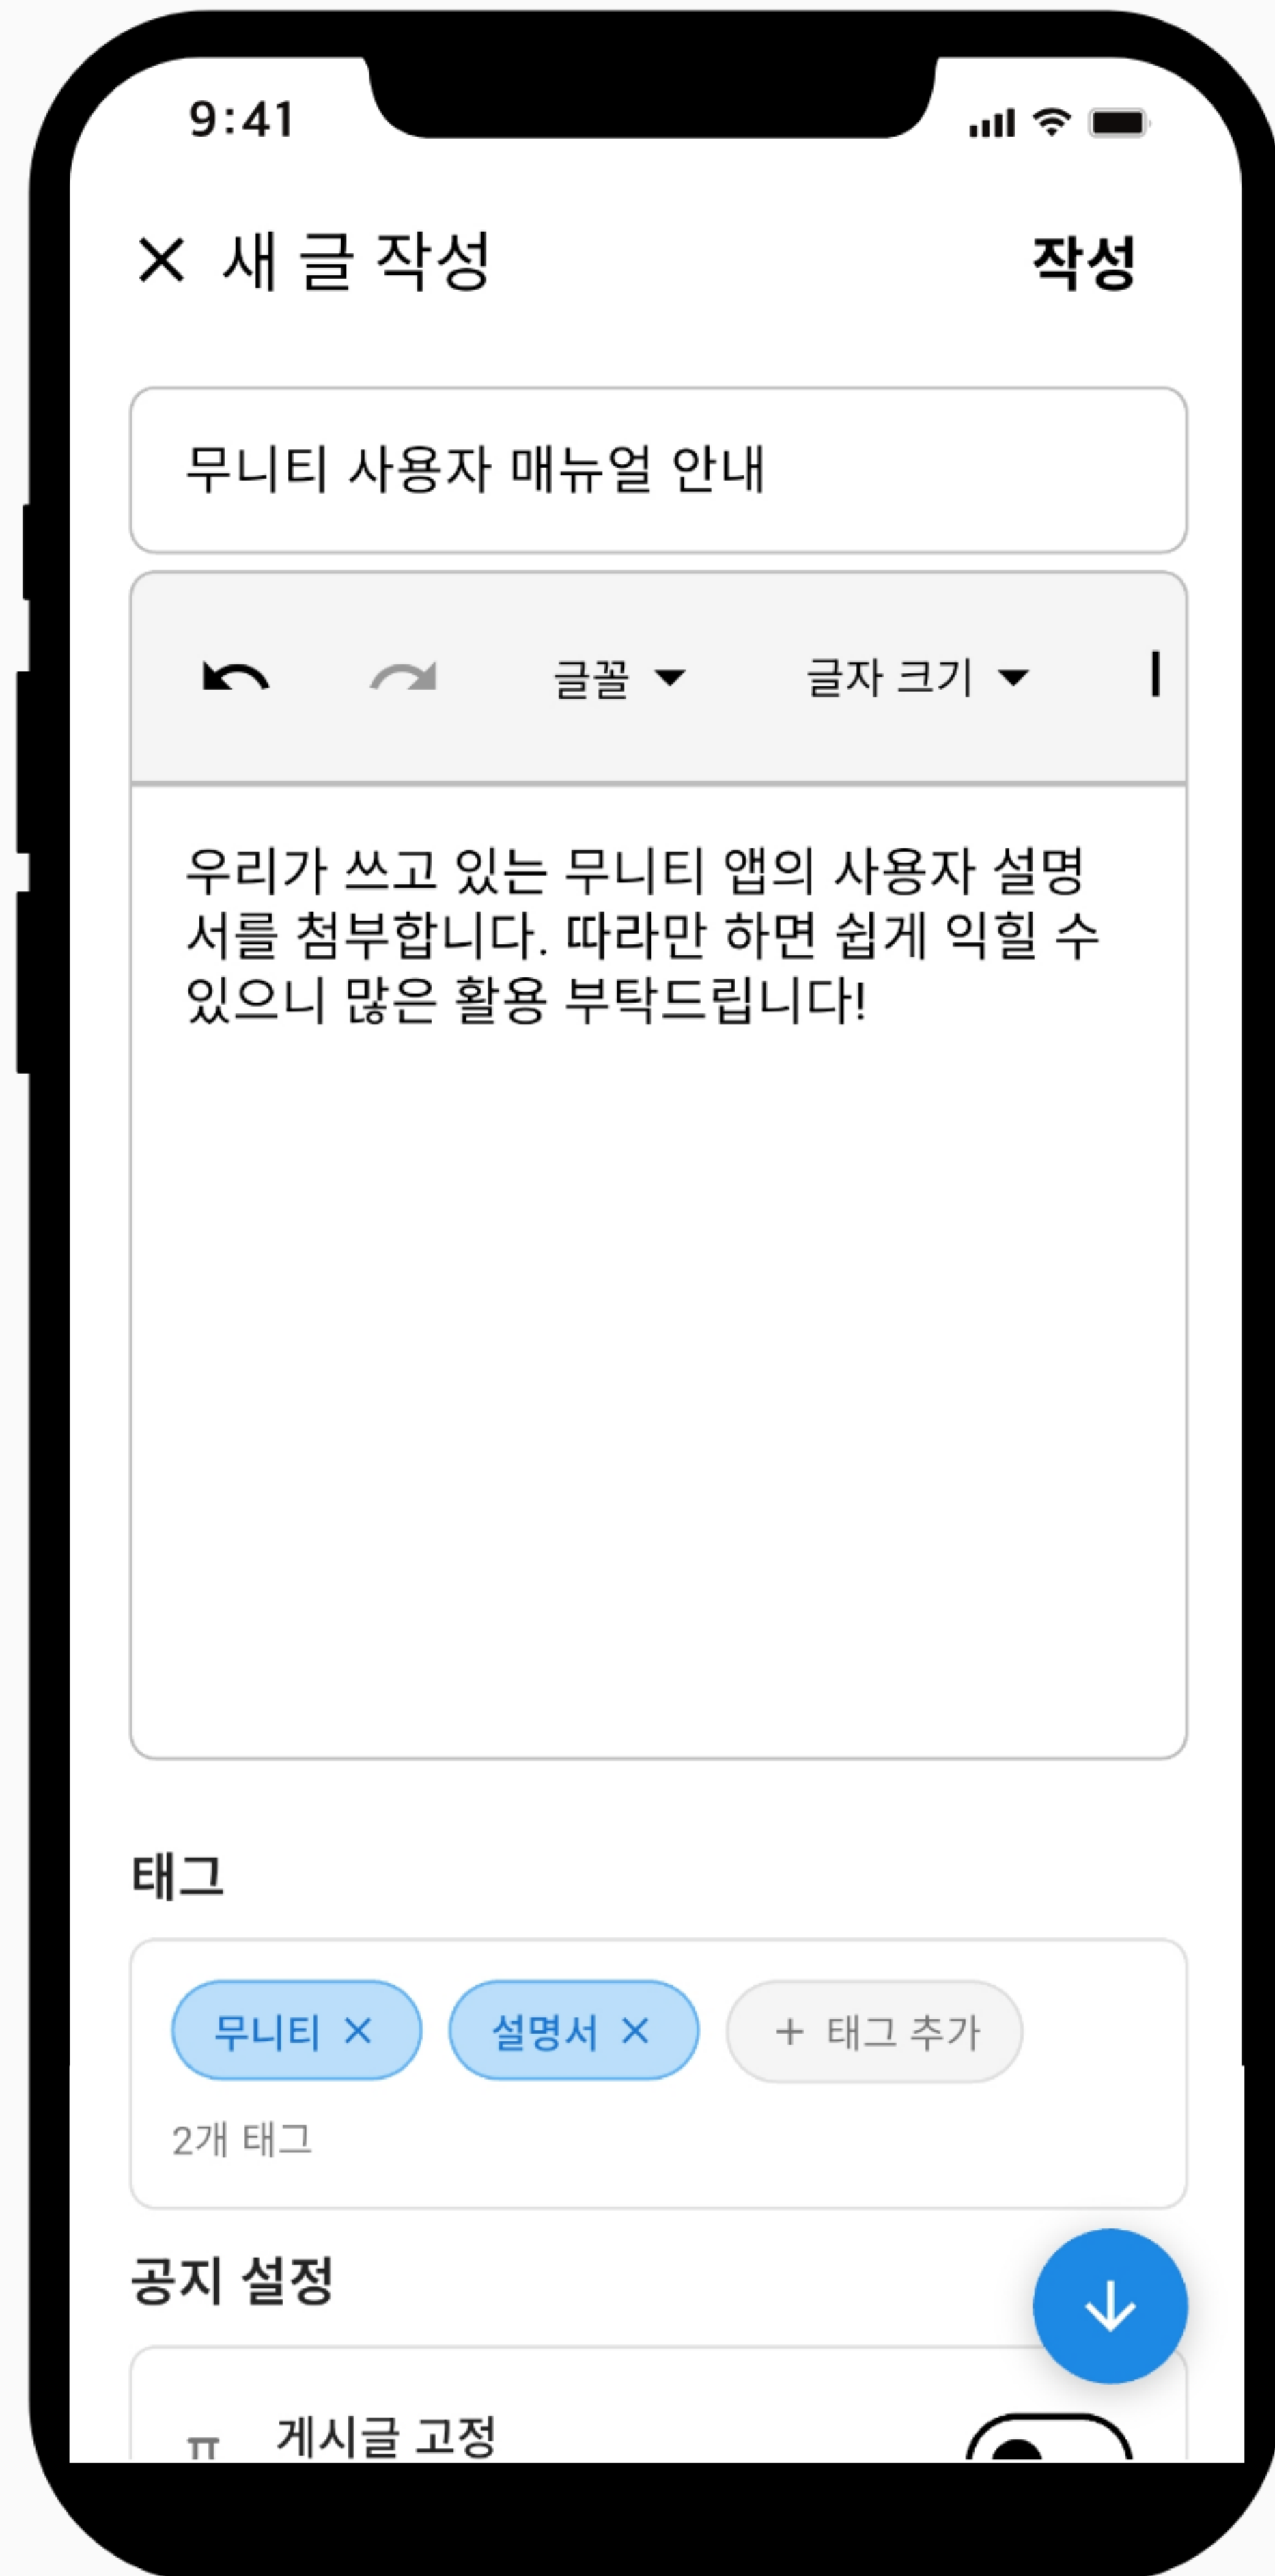 9:41
새 글 작성
작성
무니티 사용자 매뉴얼 안내
글꼴
글자 크기
우리가 쓰고 있는 무니티 앱의 사용자 설명
서를 첨부합니다. 따라만 하면 쉽게 익힐 수
있으니 많은 활용 부탁드립니다!
태그
무니티 × 설명서 × + 태그 추가
2개 태그
공지 설정
게시글 고정